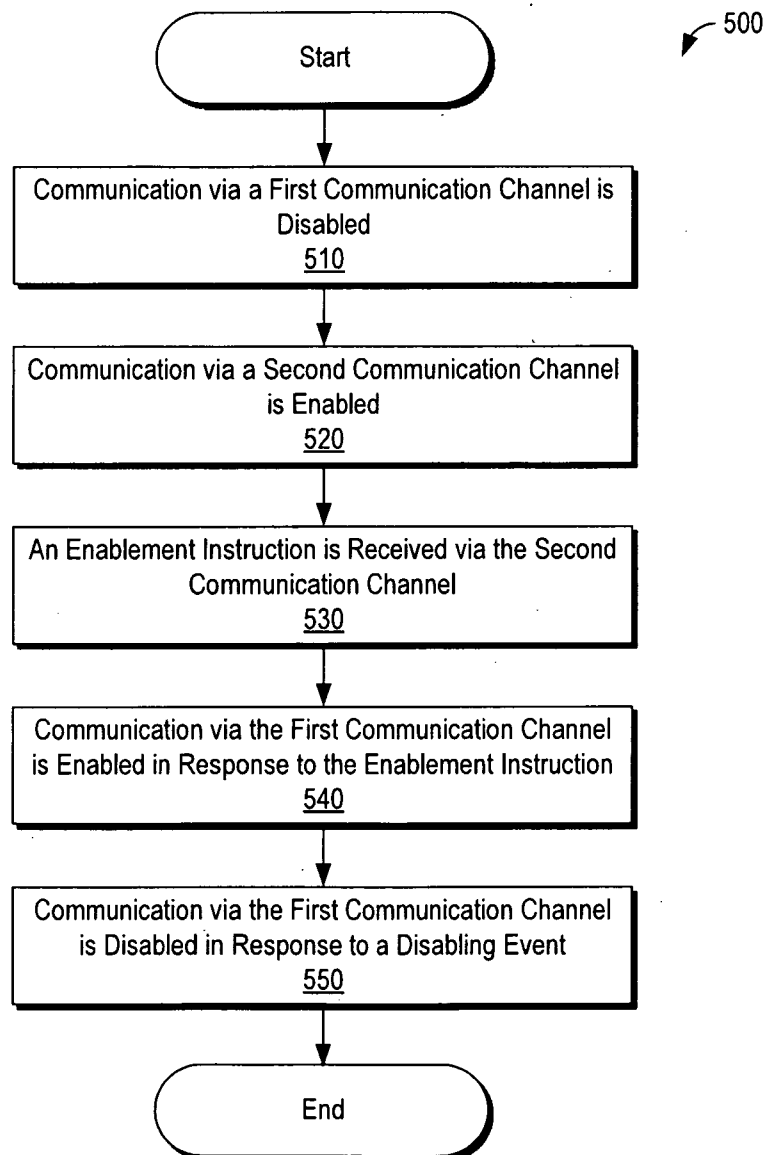 500
Start
Communication via a First Communication Channel is
Disabled
510
Communication via a Second Communication Channel
is Enabled
520
An Enablement Instruction is Received via the Second
Communication Channel
530
Communication via the First Communication Channel
is Enabled in Response to the Enablement Instruction
540
Communication via the First Communication Channel
is Disabled in Response to a Disabling Event
550
End